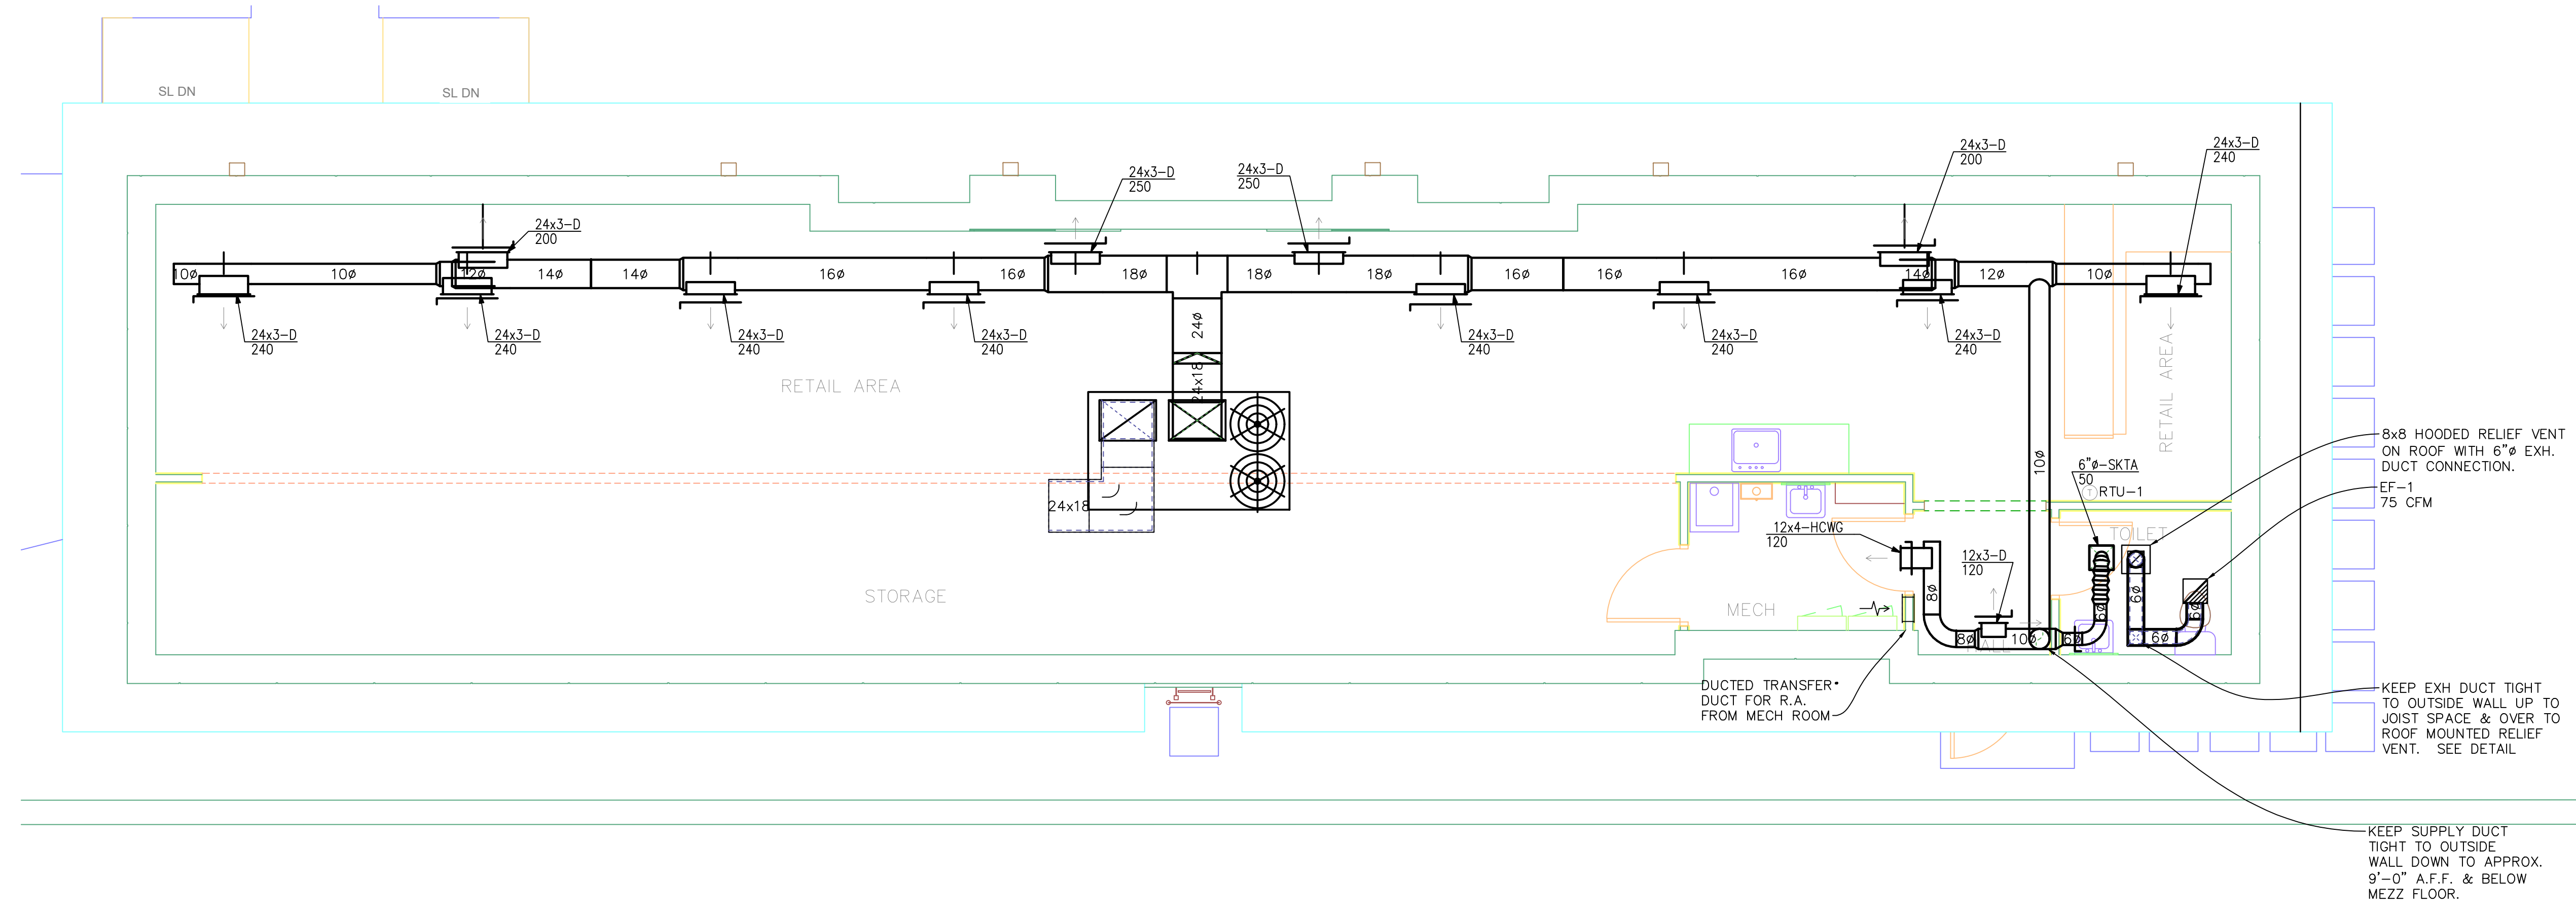 SL DN
SL DN
24x3-D
200
24x3-D
250
24x3-D
250
24x3-D
200
24x3-D
240
10ø
10ø
12ø
14ø
14ø
16ø
16ø
18ø
18ø
18ø
16ø
16ø
16ø
14ø
12ø
10ø
24x3-D
240
24x3-D
240
24x3-D
240
24x3-D
240
24x3-D
240
24x3-D
240
24x3-D
240
24ø
24x18
RETAIL AREA
RETAIL AREA
24x18
10ø
8x8 HOODED RELIEF VENT
ON ROOF WITH 6"ø EXH.
DUCT CONNECTION.
6"ø-SKTA
50
T
RTU-1
EF-1
75 CFM
12x4-HCWG
120
TOILET
12x3-D
120
STORAGE
MECH
8ø
6ø
6ø
6ø
8ø
10ø
6ø
6ø
HALL
DUCTED TRANSFER
DUCT FOR R.A.
FROM MECH ROOM
KEEP EXH DUCT TIGHT
TO OUTSIDE WALL UP TO
JOIST SPACE & OVER TO
ROOF MOUNTED RELIEF
VENT. SEE DETAIL
KEEP SUPPLY DUCT
TIGHT TO OUTSIDE
WALL DOWN TO APPROX.
9'-0" A.F.F. & BELOW
MEZZ FLOOR.